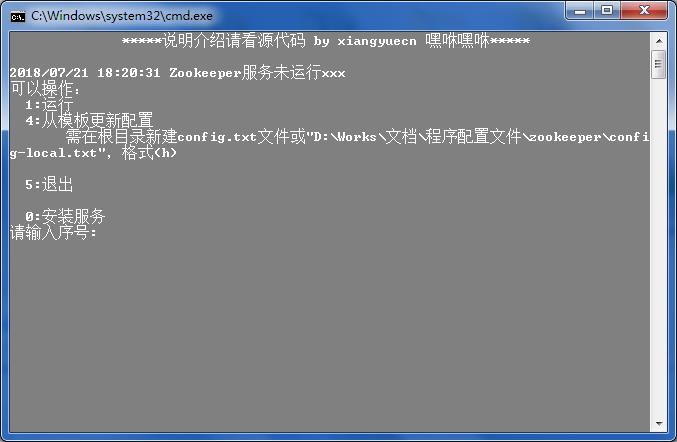 C:\Windows\system32\cmd.exe
*****说明介绍请看源代码 by xiangyuecn 嘿咻嘿咻*****
2018/07/21 18:20:31 Zookeeper服务未运行xxx
可以操作：
1:运行
4:从模板更新配置
需在根目录新建config.txt文件或"D:\Works\文档\程序配置文件\zookeeper\confi
g-local.txt", 格式(h)
5:退出
0:安装服务
请输入序号: